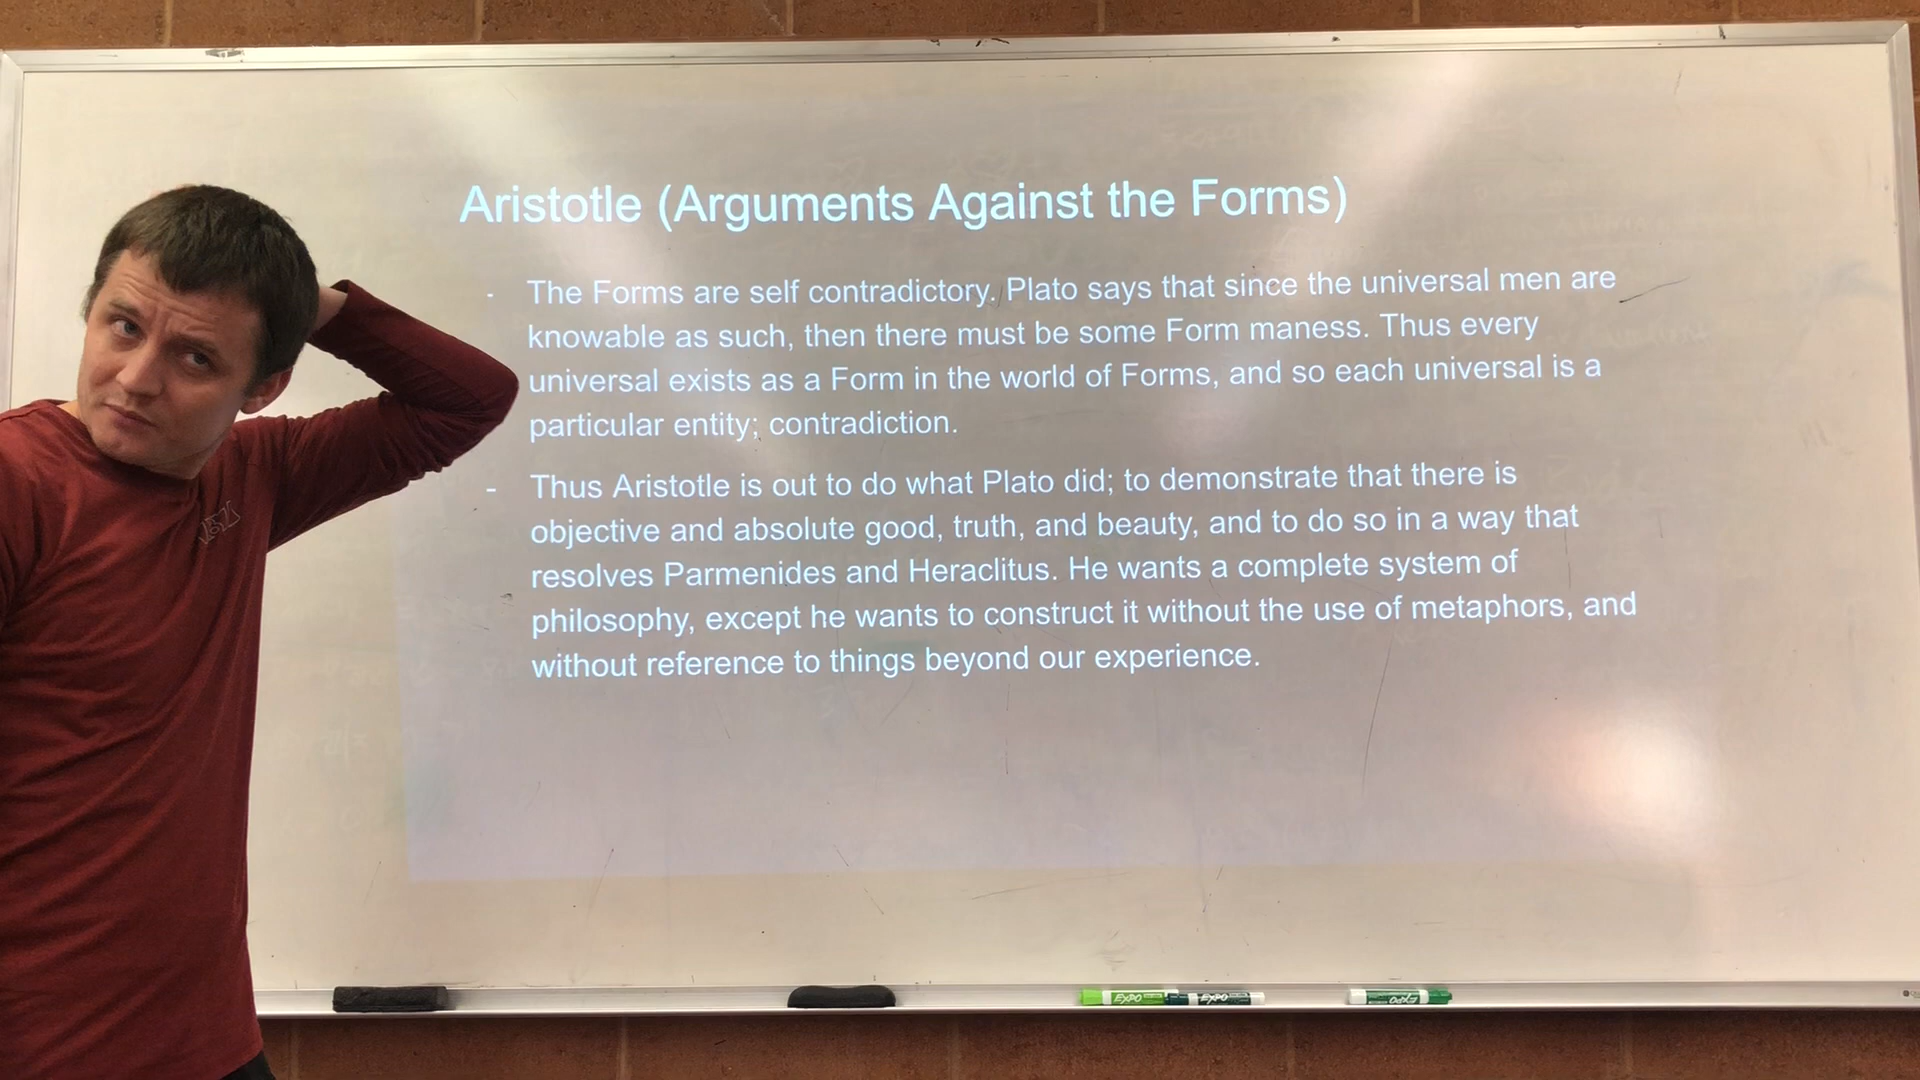 Aristotle (Arguments Against the Forms)
- The Forms are self contradictory. Plato says that since the universal men are
knowable as such, then there must be some Form maness. Thus every
universal exists as a Form in the world of Forms, and so each universal is a
particular entity; contradiction.
- Thus Aristotle is out to do what Plato did; to demonstrate that there is
objective and absolute good, truth, and beauty, and to do so in a way that
resolves Parmenides and Heraclitus. He wants a complete system of
philosophy, except he wants to construct it without the use of metaphors, and
without reference to things beyond our experience.
EXPO
EXPO